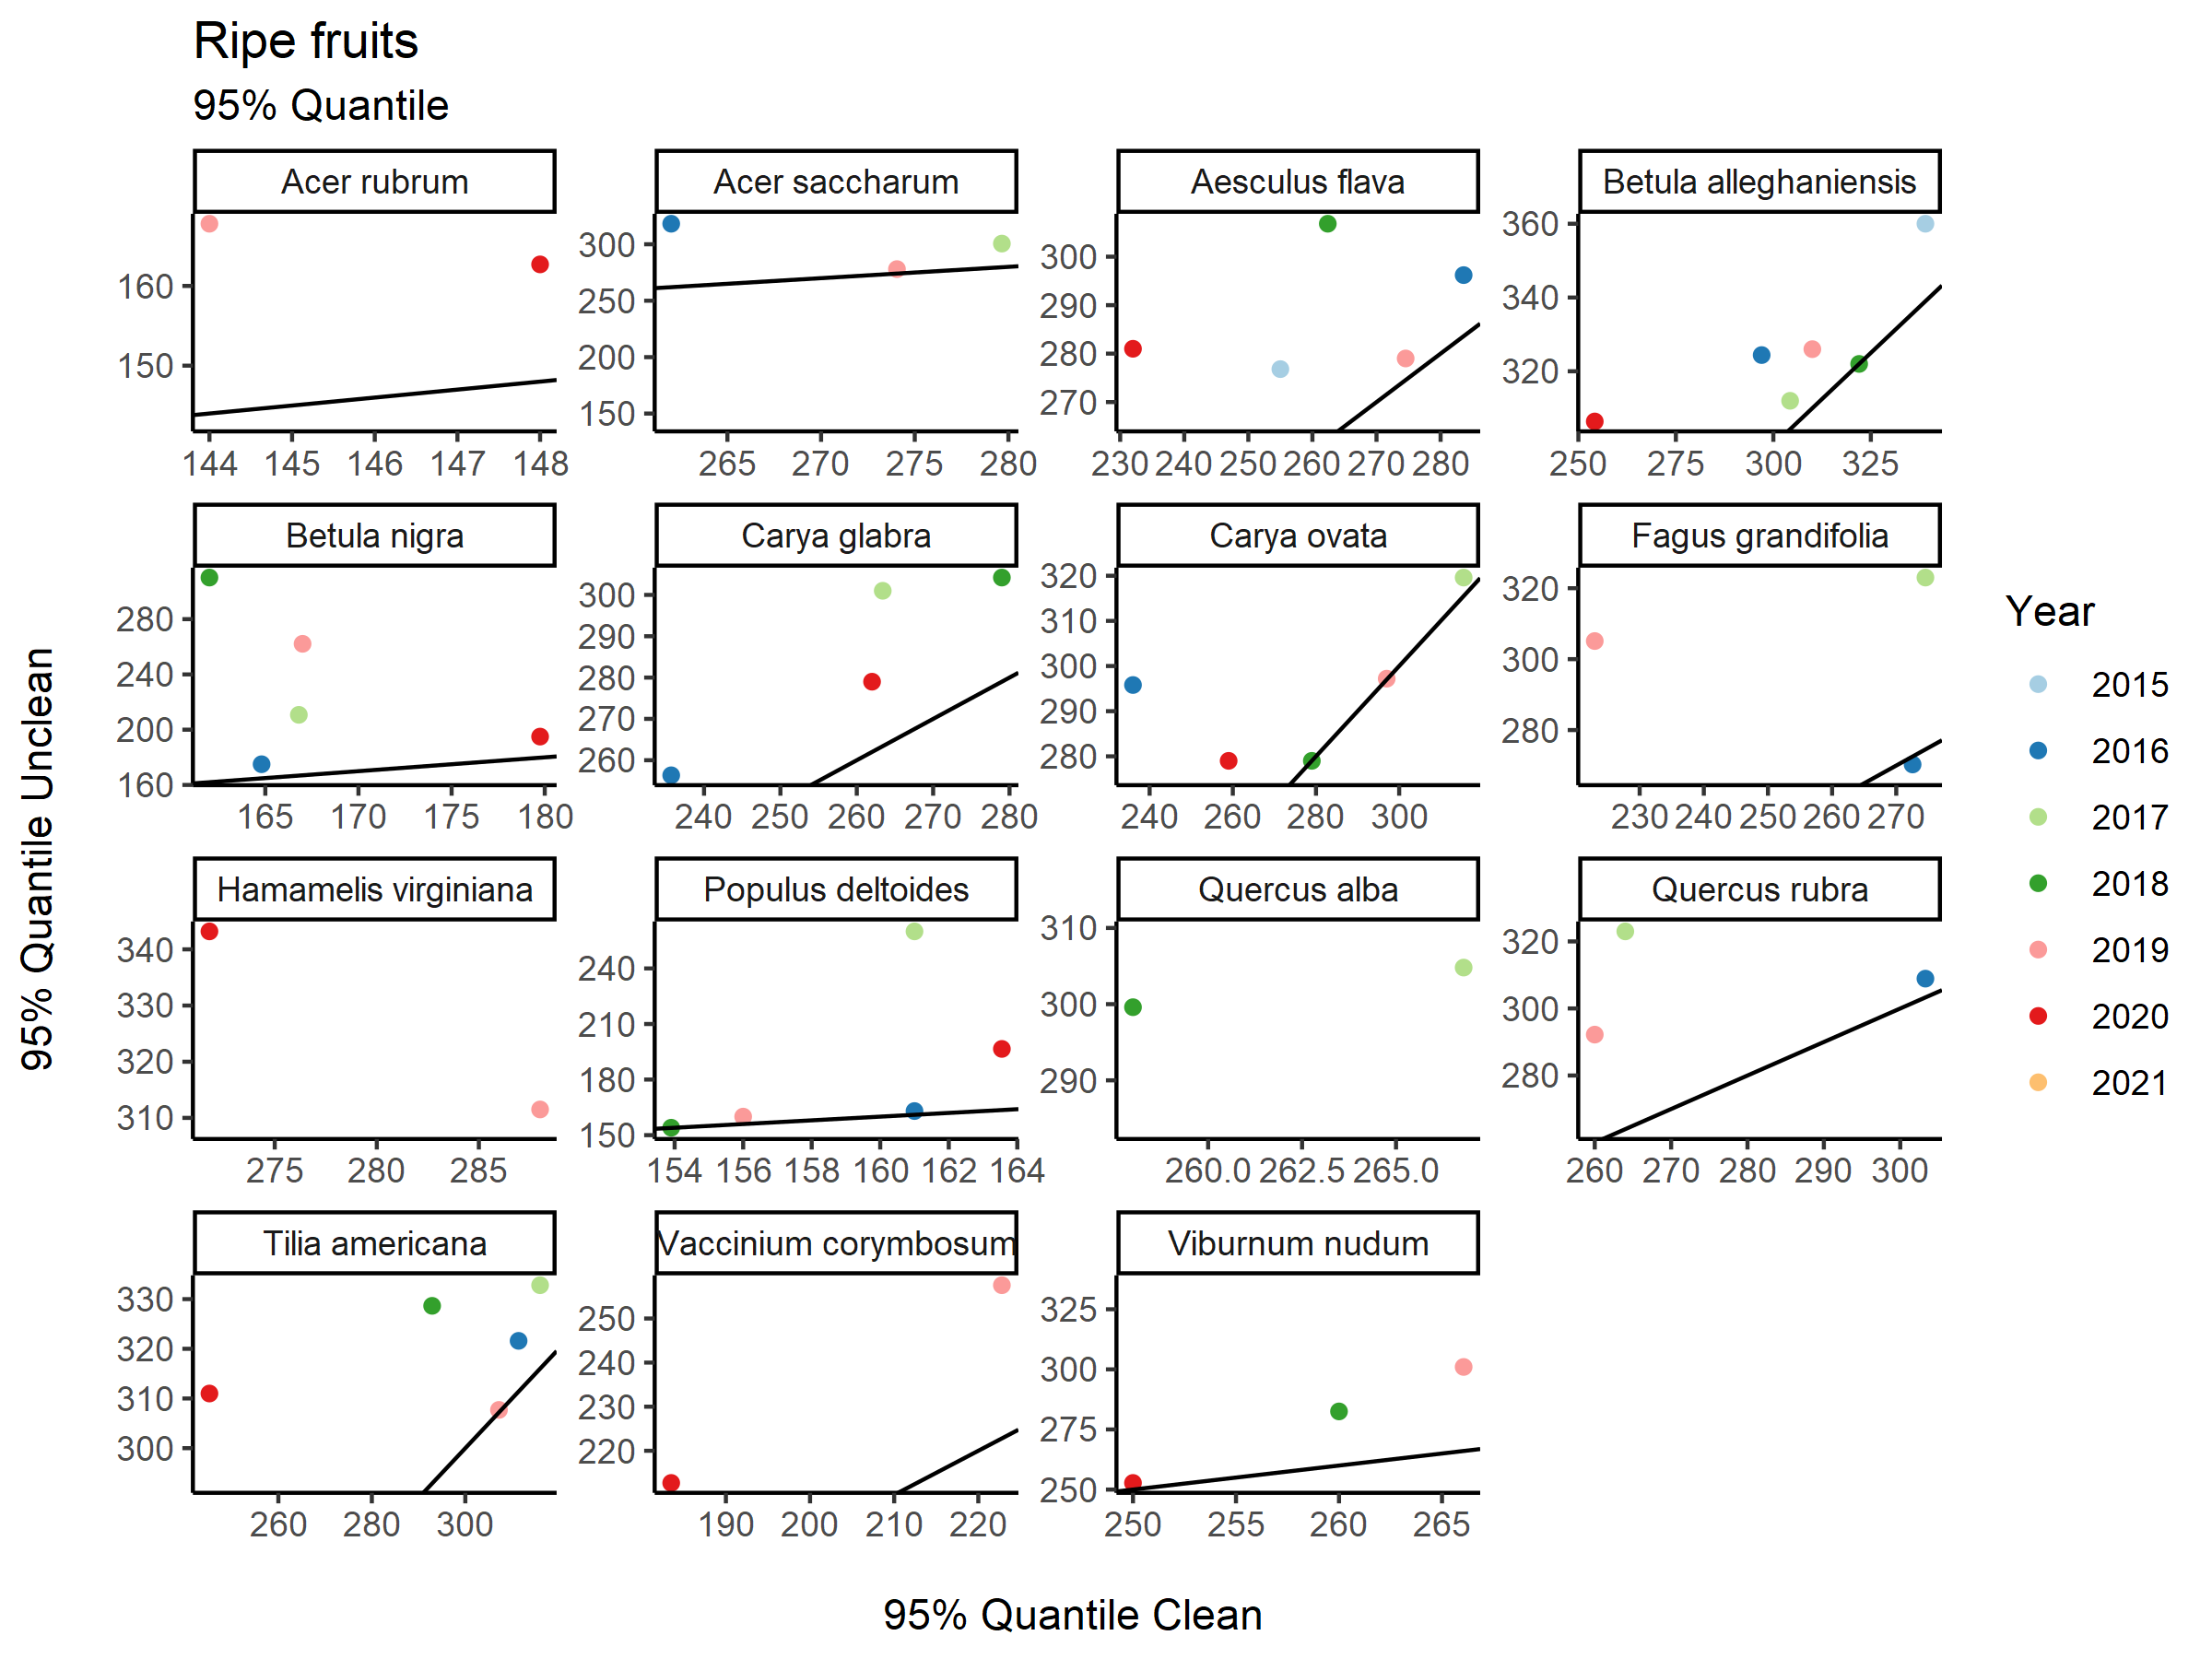 Ripe fruits
95% Quantile
Acer rubrum
Acer saccharum
Aesculus flava
Betula alleghaniensis
160
150
144 145 146 147 148
300
250
200
150
265 270 275 280
300
290
280
270
230 240 250 260 270 280
360
340
320
250 275 300 325
Betula nigra
Carya glabra
Carya ovata
Fagus grandifolia
280
240
200
160
165 170 175 180
300
290
280
270
260
240 250 260 270 280
320
310
300
290
280
240 260 280 300
320
300
280
230 240 250 260 270
Hamamelis virginiana
Populus deltoides
Quercus alba
Quercus rubra
340
330
320
310
275 280 285
240
210
180
150
154 156 158 160 162 164
310
300
290
260.0 262.5 265.0
320
300
280
260 270 280 290 300
Tilia americana
Vaccinium corymbosum
Viburnum nudum
330
320
310
300
260 280 300
250
240
230
220
190 200 210 220
325
300
275
250
250 255 260 265
95% Quantile Unclean
95% Quantile Clean
Year
2015
2016
2017
2018
2019
2020
2021